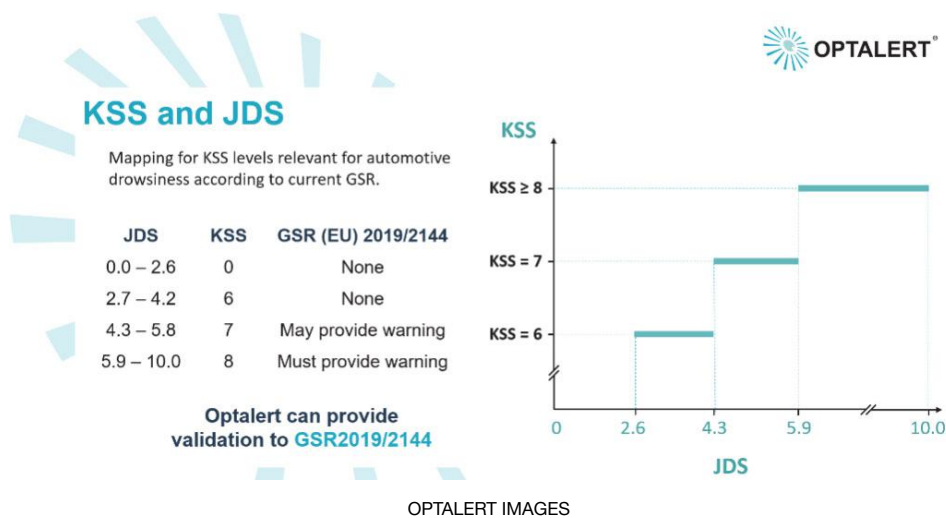 OPTALERT®
KSS and JDS
Mapping for KSS levels relevant for automotive
drowsiness according to current GSR.
JDS KSS GSR (EU) 2019/2144
0.0 – 2.6 0 None
2.7 – 4.2 6 None
4.3 – 5.8 7 May provide warning
5.9 – 10.0 8 Must provide warning
Optalert can provide
validation to GSR2019/2144
KSS
KSS ≥ 8
KSS = 7
KSS = 6
0 2.6 4.3 5.9 10.0
JDS
OPTALERT IMAGES